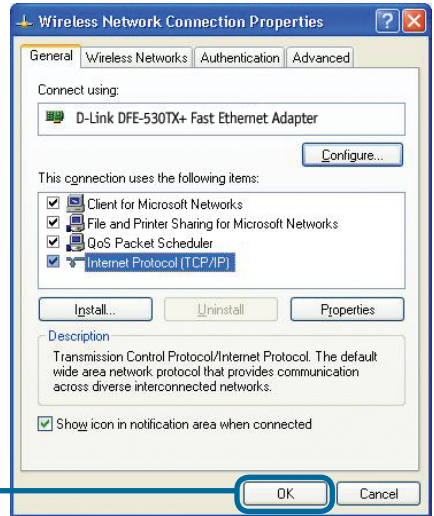 Wireless Network Connection Properties
General Wireless Networks Authentication Advanced
Connect using:
D-Link DFE-530TX+ Fast Ethernet Adapter
Configure...
This connection uses the following items:
Client for Microsoft Networks
File and Printer Sharing for Microsoft Networks
QoS Packet Scheduler
Internet Protocol (TCP/IP)
Install... Uninstall Properties
Description
Transmission Control Protocol/Internet Protocol. The default
wide area network protocol that provides communication
across diverse interconnected networks.
Show icon in notification area when connected
OK Cancel